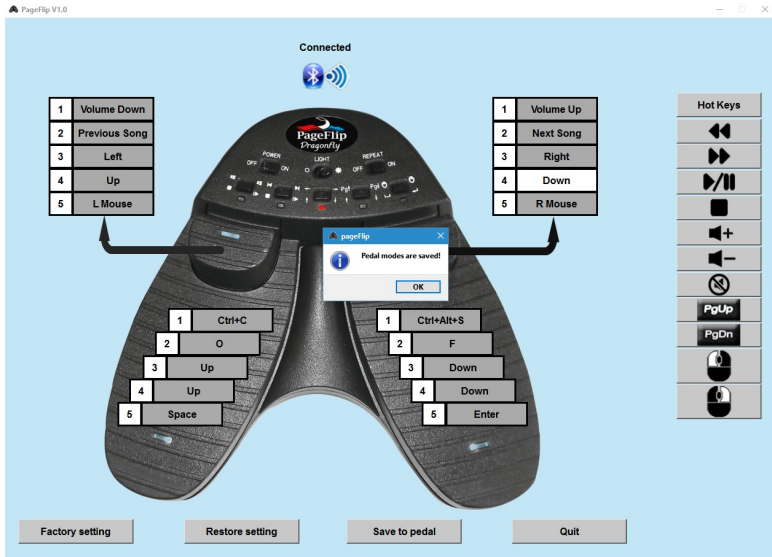 PageFlip V1.0
Connected
1 Volume Down
2 Previous Song
3 Left
4 Up
5 L Mouse
1 Volume Up
2 Next Song
3 Right
4 Down
5 R Mouse
Hot Keys
PgUp
PgDn
PageFlip
Dragonfly
POWER
OFF ON
LIGHT
REPEAT
OFF ON
pageFlip
Pedal modes are saved!
OK
1 Ctrl+C
2 O
3 Up
4 Up
5 Space
1 Ctrl+Alt+S
2 F
3 Down
4 Down
5 Enter
Factory setting
Restore setting
Save to pedal
Quit